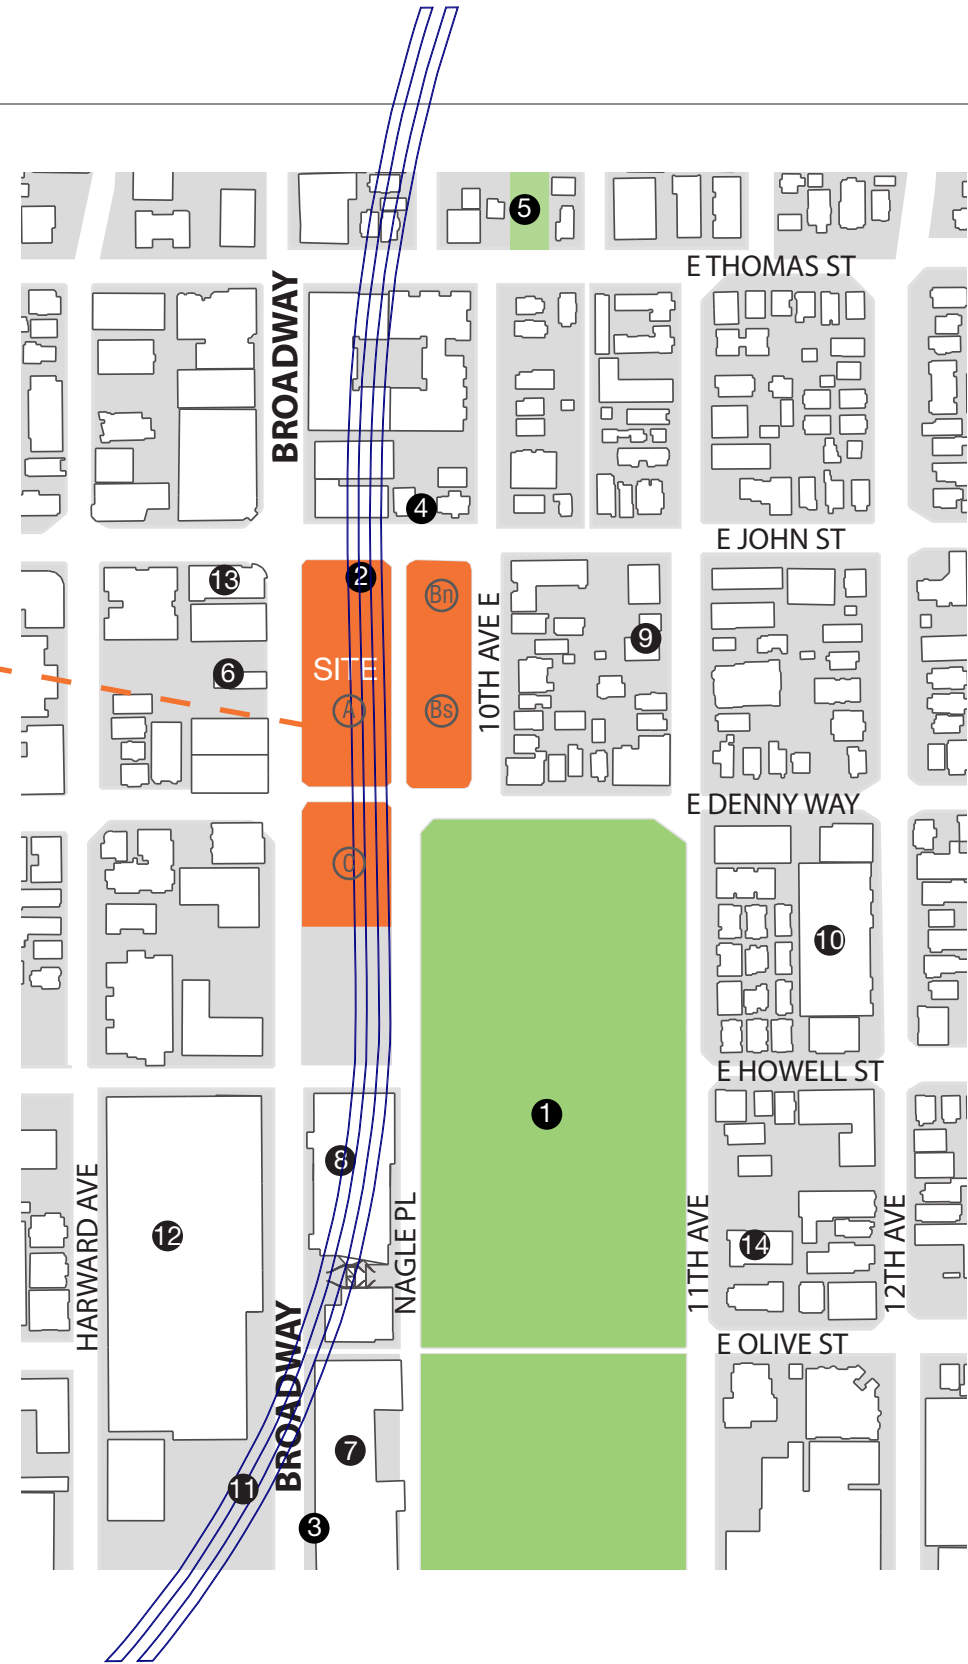 5
E THOMAS ST
BROADWAY
4
E JOHN ST
13
2
Bn
9
10TH AVE E
6
SITE
A
Bs
E DENNY WAY
C
10
E HOWELL ST
1
8
HARWARD AVE
12
NAGLE PL
11TH AVE
14
12TH AVE
E OLIVE ST
BROADWAY
7
11
3